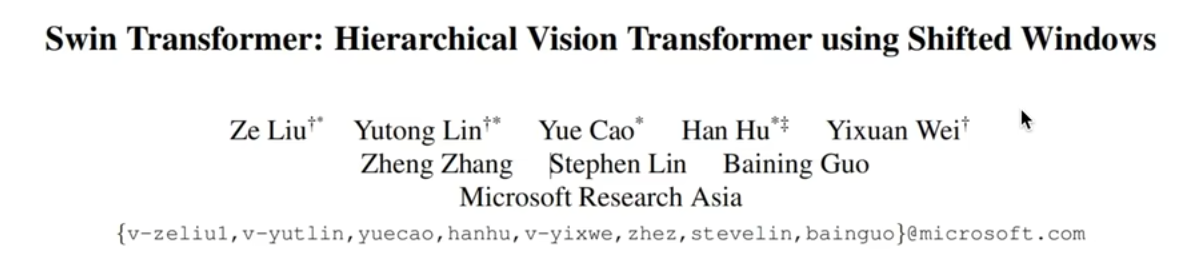 Swin Transformer: Hierarchical Vision Transformer using Shifted Windows
Ze Liu†* Yutong Lin†* Yue Cao* Han Hu*‡ Yixuan Wei†
Zheng Zhang Stephen Lin Baining Guo
Microsoft Research Asia
{v-zeliu1,v-yutlin,yuecao,hanhu,v-yixwe,zhez,stevelin,bainguo}@microsoft.com